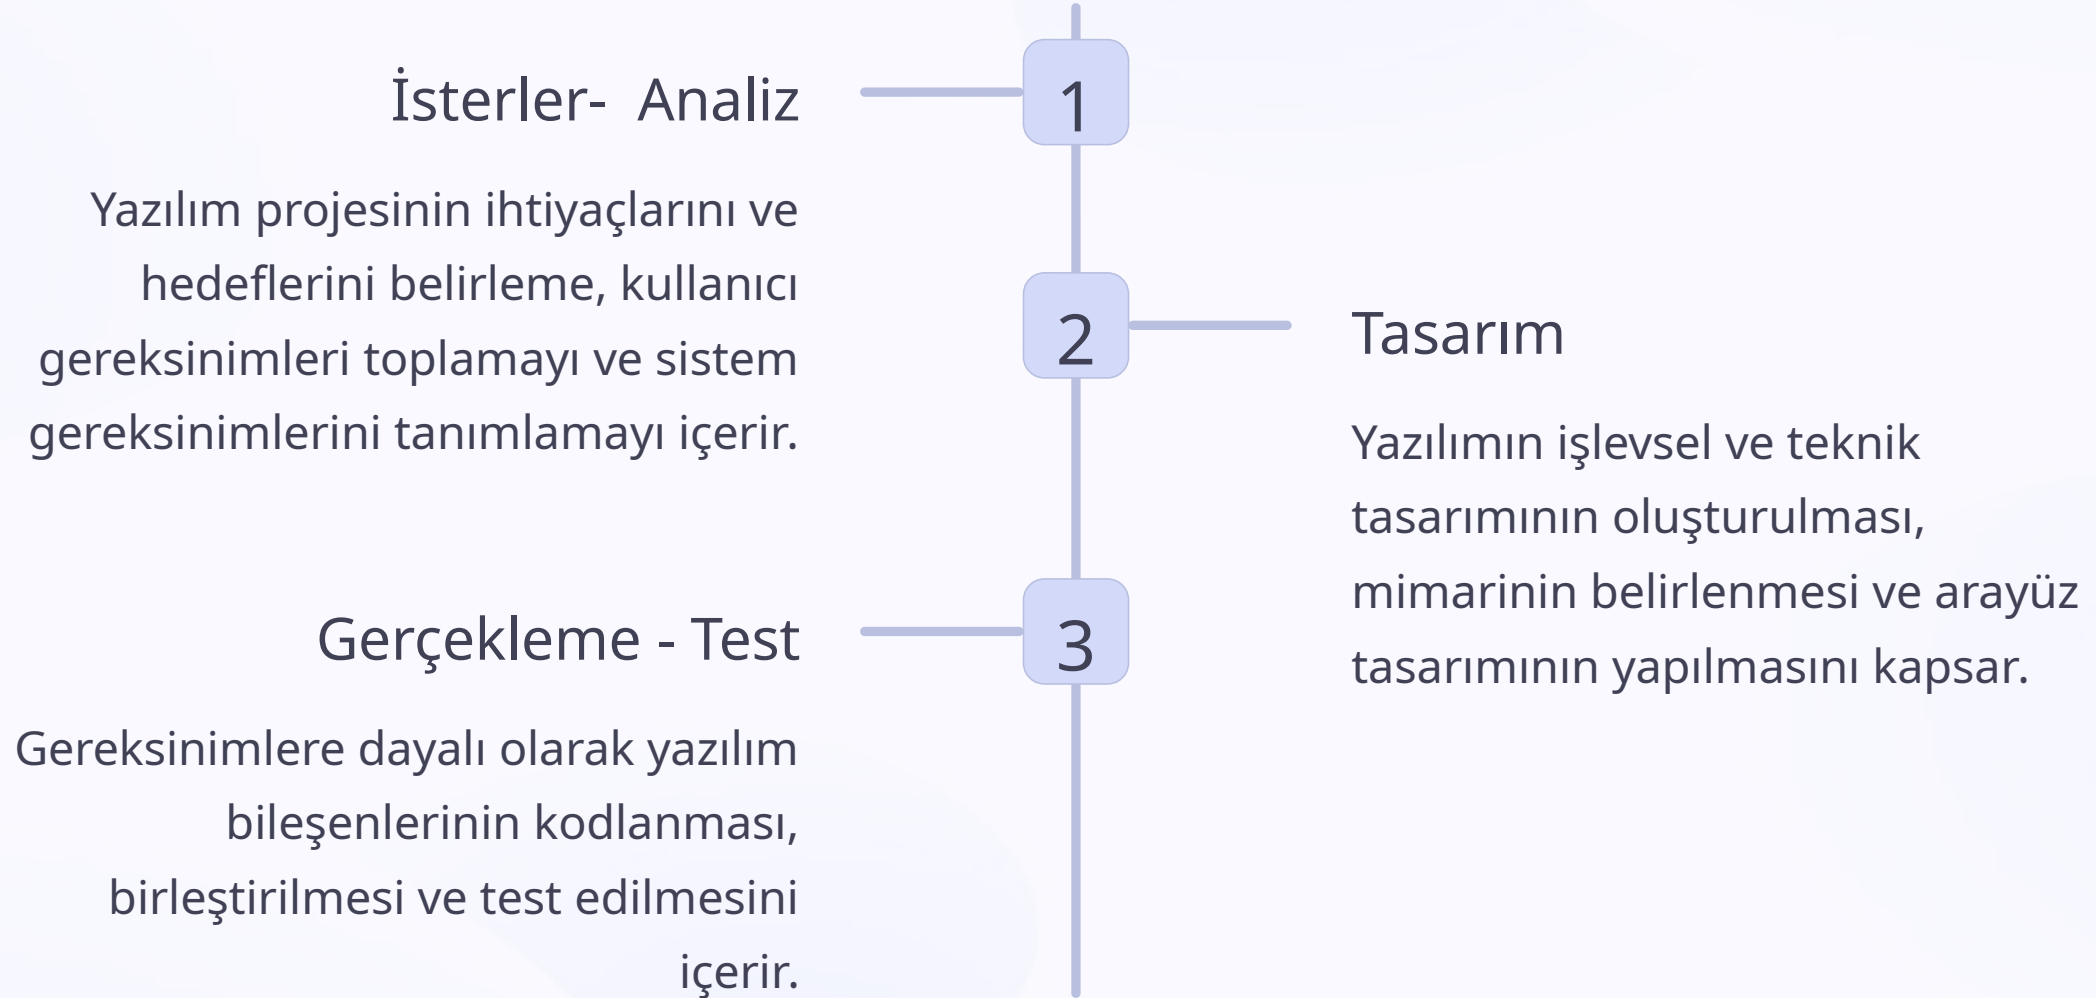 1
İsterler-  Analiz
Yazılım projesinin ihtiyaçlarını ve
hedeflerini belirleme, kullanıcı
gereksinimleri toplamayı ve sistem
gereksinimlerini tanımlamayı içerir.
2
Tasarım
Yazılımın işlevsel ve teknik
tasarımının oluşturulması,
mimarinin belirlenmesi ve arayüz
tasarımının yapılmasını kapsar.
3
Gerçekleme - Test
Gereksinimlere dayalı olarak yazılım
bileşenlerinin kodlanması,
birleştirilmesi ve test edilmesini
içerir.